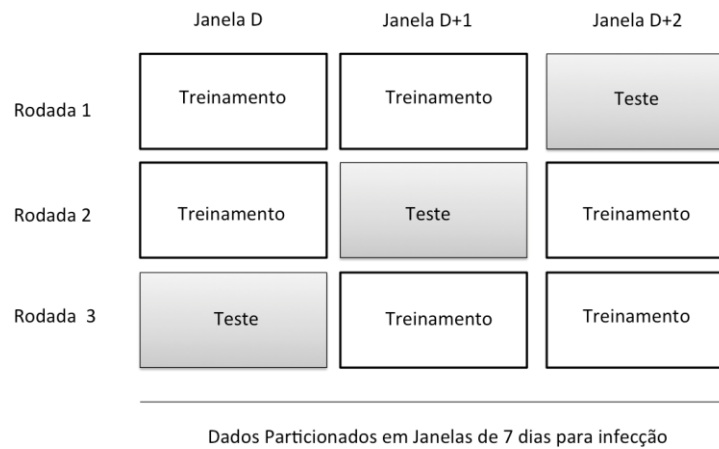 Janela D Janela D+1 Janela D+2
Rodada 1 Treinamento Treinamento Teste
Rodada 2 Treinamento Teste Treinamento
Rodada 3 Teste Treinamento Treinamento
Dados Particionados em Janelas de 7 dias para infecção